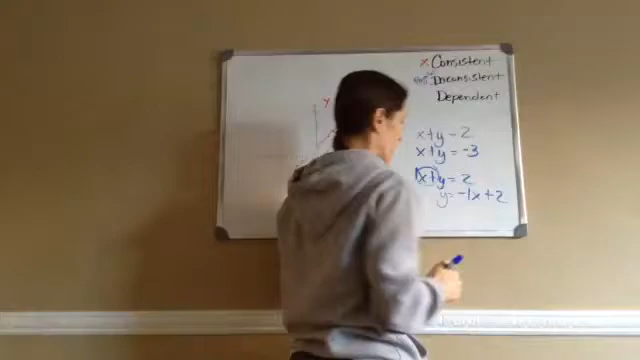 x Consistent
Inconsistent
Dependent
y
x+y = 2
x+y = -3
x+y = 2
y = -1x + 2